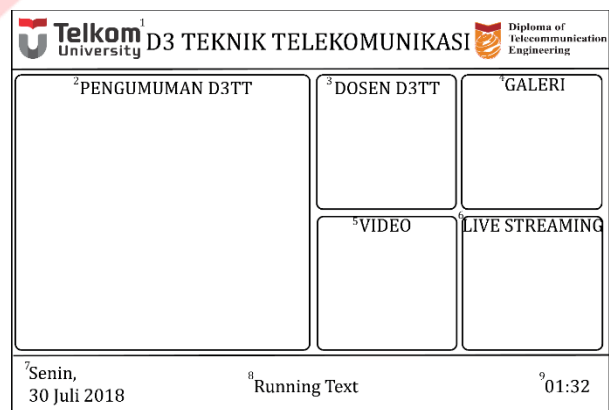 Telkom
University
1
D3 TEKNIK TELEKOMUNIKASI
Diploma of
Telecommunication
Engineering
2PENGUMUMAN D3TT
3DOSEN D3TT
4GALERI
5VIDEO
6LIVE STREAMING
7Senin,
30 Juli 2018
8Running Text
901:32